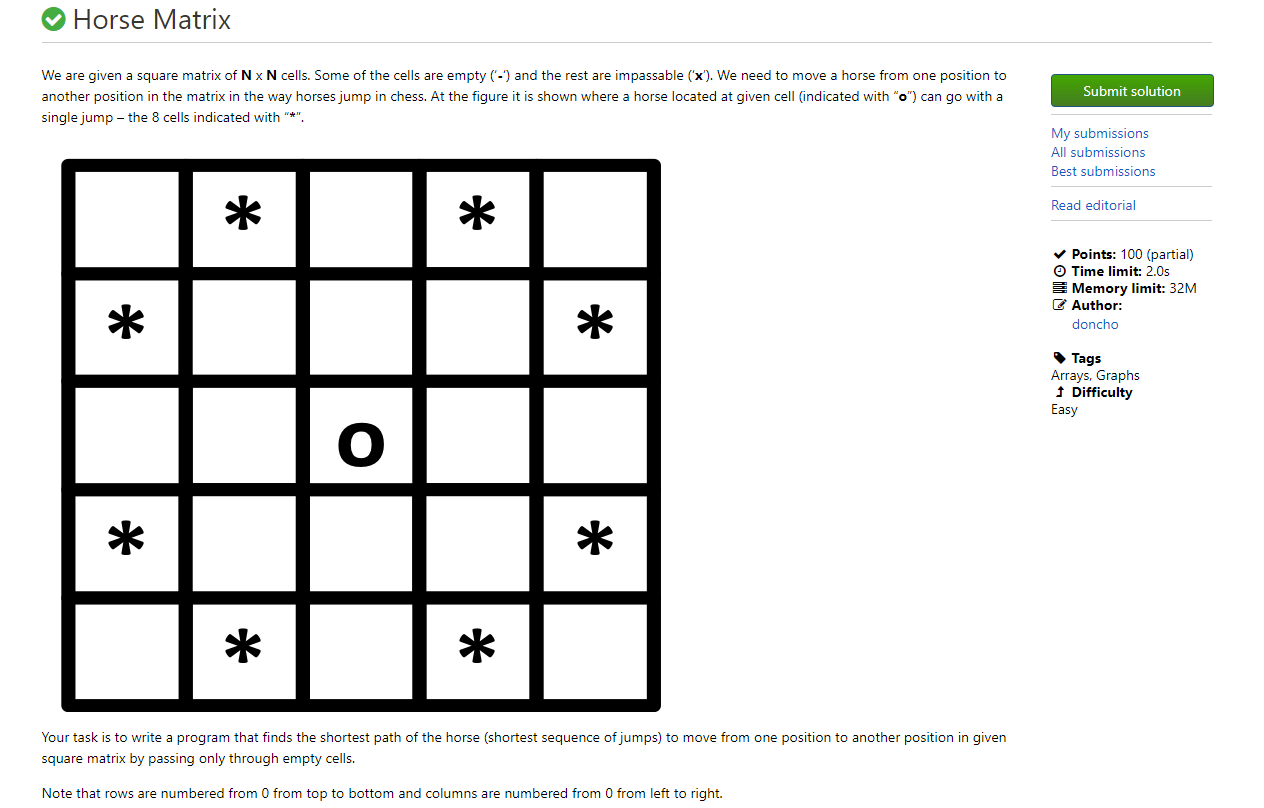 Horse Matrix
We are given a square matrix of N x N cells. Some of the cells are empty ('-') and the rest are impassable ('x'). We need to move a horse from one position to
another position in the matrix in the way horses jump in chess. At the figure it is shown where a horse located at given cell (indicated with "o") can go with a
single jump – the 8 cells indicated with "*".
Submit solution
My submissions
All submissions
Best submissions
Read editorial
Points: 100 (partial)
Time limit: 2.0s
Memory limit: 32M
Author:
doncho
Tags
Arrays, Graphs
Difficulty
Easy
* *
* *
o
* *
* *
Your task is to write a program that finds the shortest path of the horse (shortest sequence of jumps) to move from one position to another position in given
square matrix by passing only through empty cells.
Note that rows are numbered from 0 from top to bottom and columns are numbered from 0 from left to right.